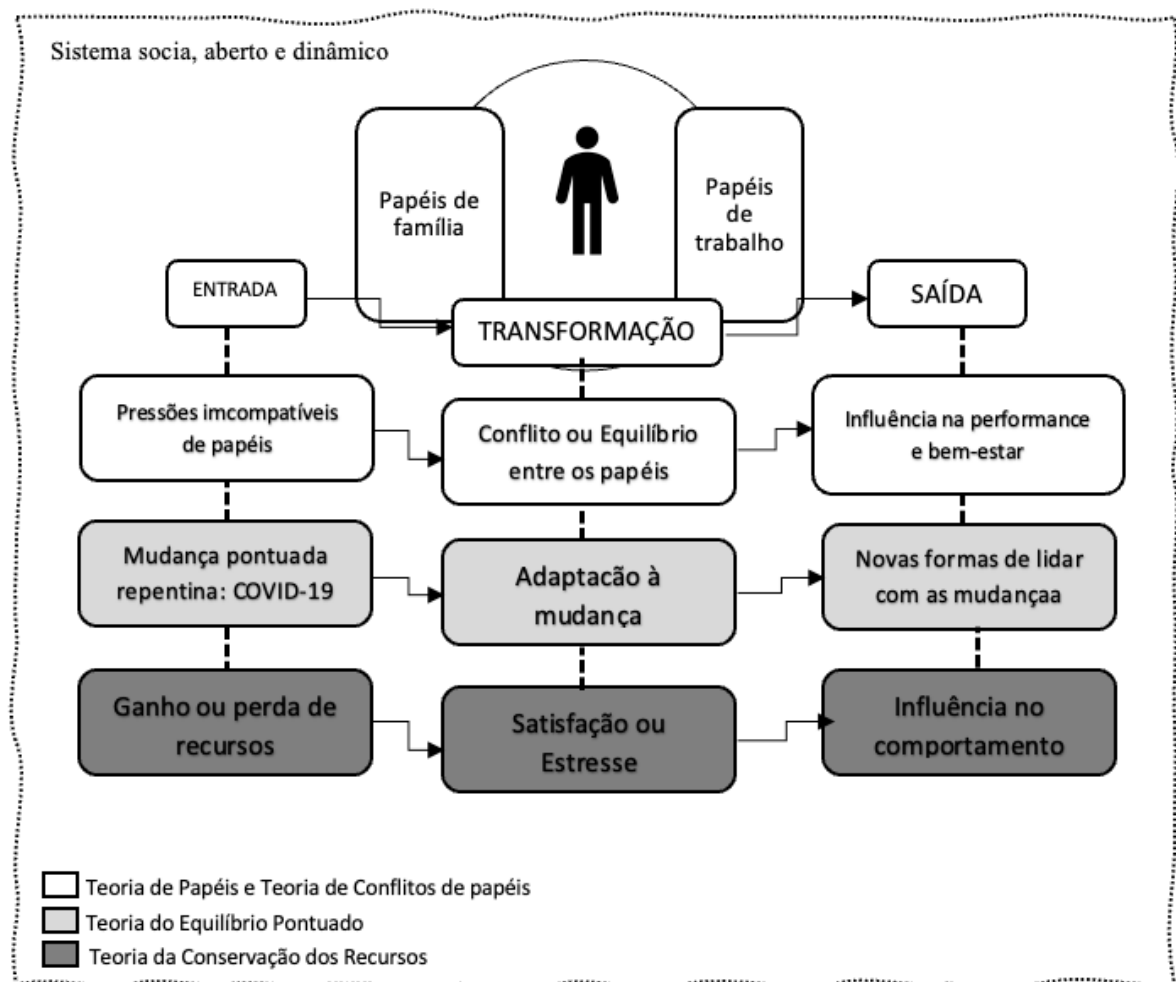 Sistema socia, aberto e dinâmico
Papéis de
família
Papéis
de
trabalho
ENTRADA
TRANSFORMAÇÃO
SAÍDA
Pressões imcompatíveis
de papéis
Conflito ou Equilíbrio
entre os papéis
Influência na performance
e bem-estar
Mudança pontuada
repentina: COVID-19
Adaptacão à
mudança
Novas formas de lidar
com as mudançaa
Ganho ou perda de
recursos
Satisfação ou
Estresse
Influência no
comportamento
Teoria de Papéis e Teoria de Conflitos de papéis
Teoria do Equilíbrio Pontuado
Teoria da Conservação dos Recursos